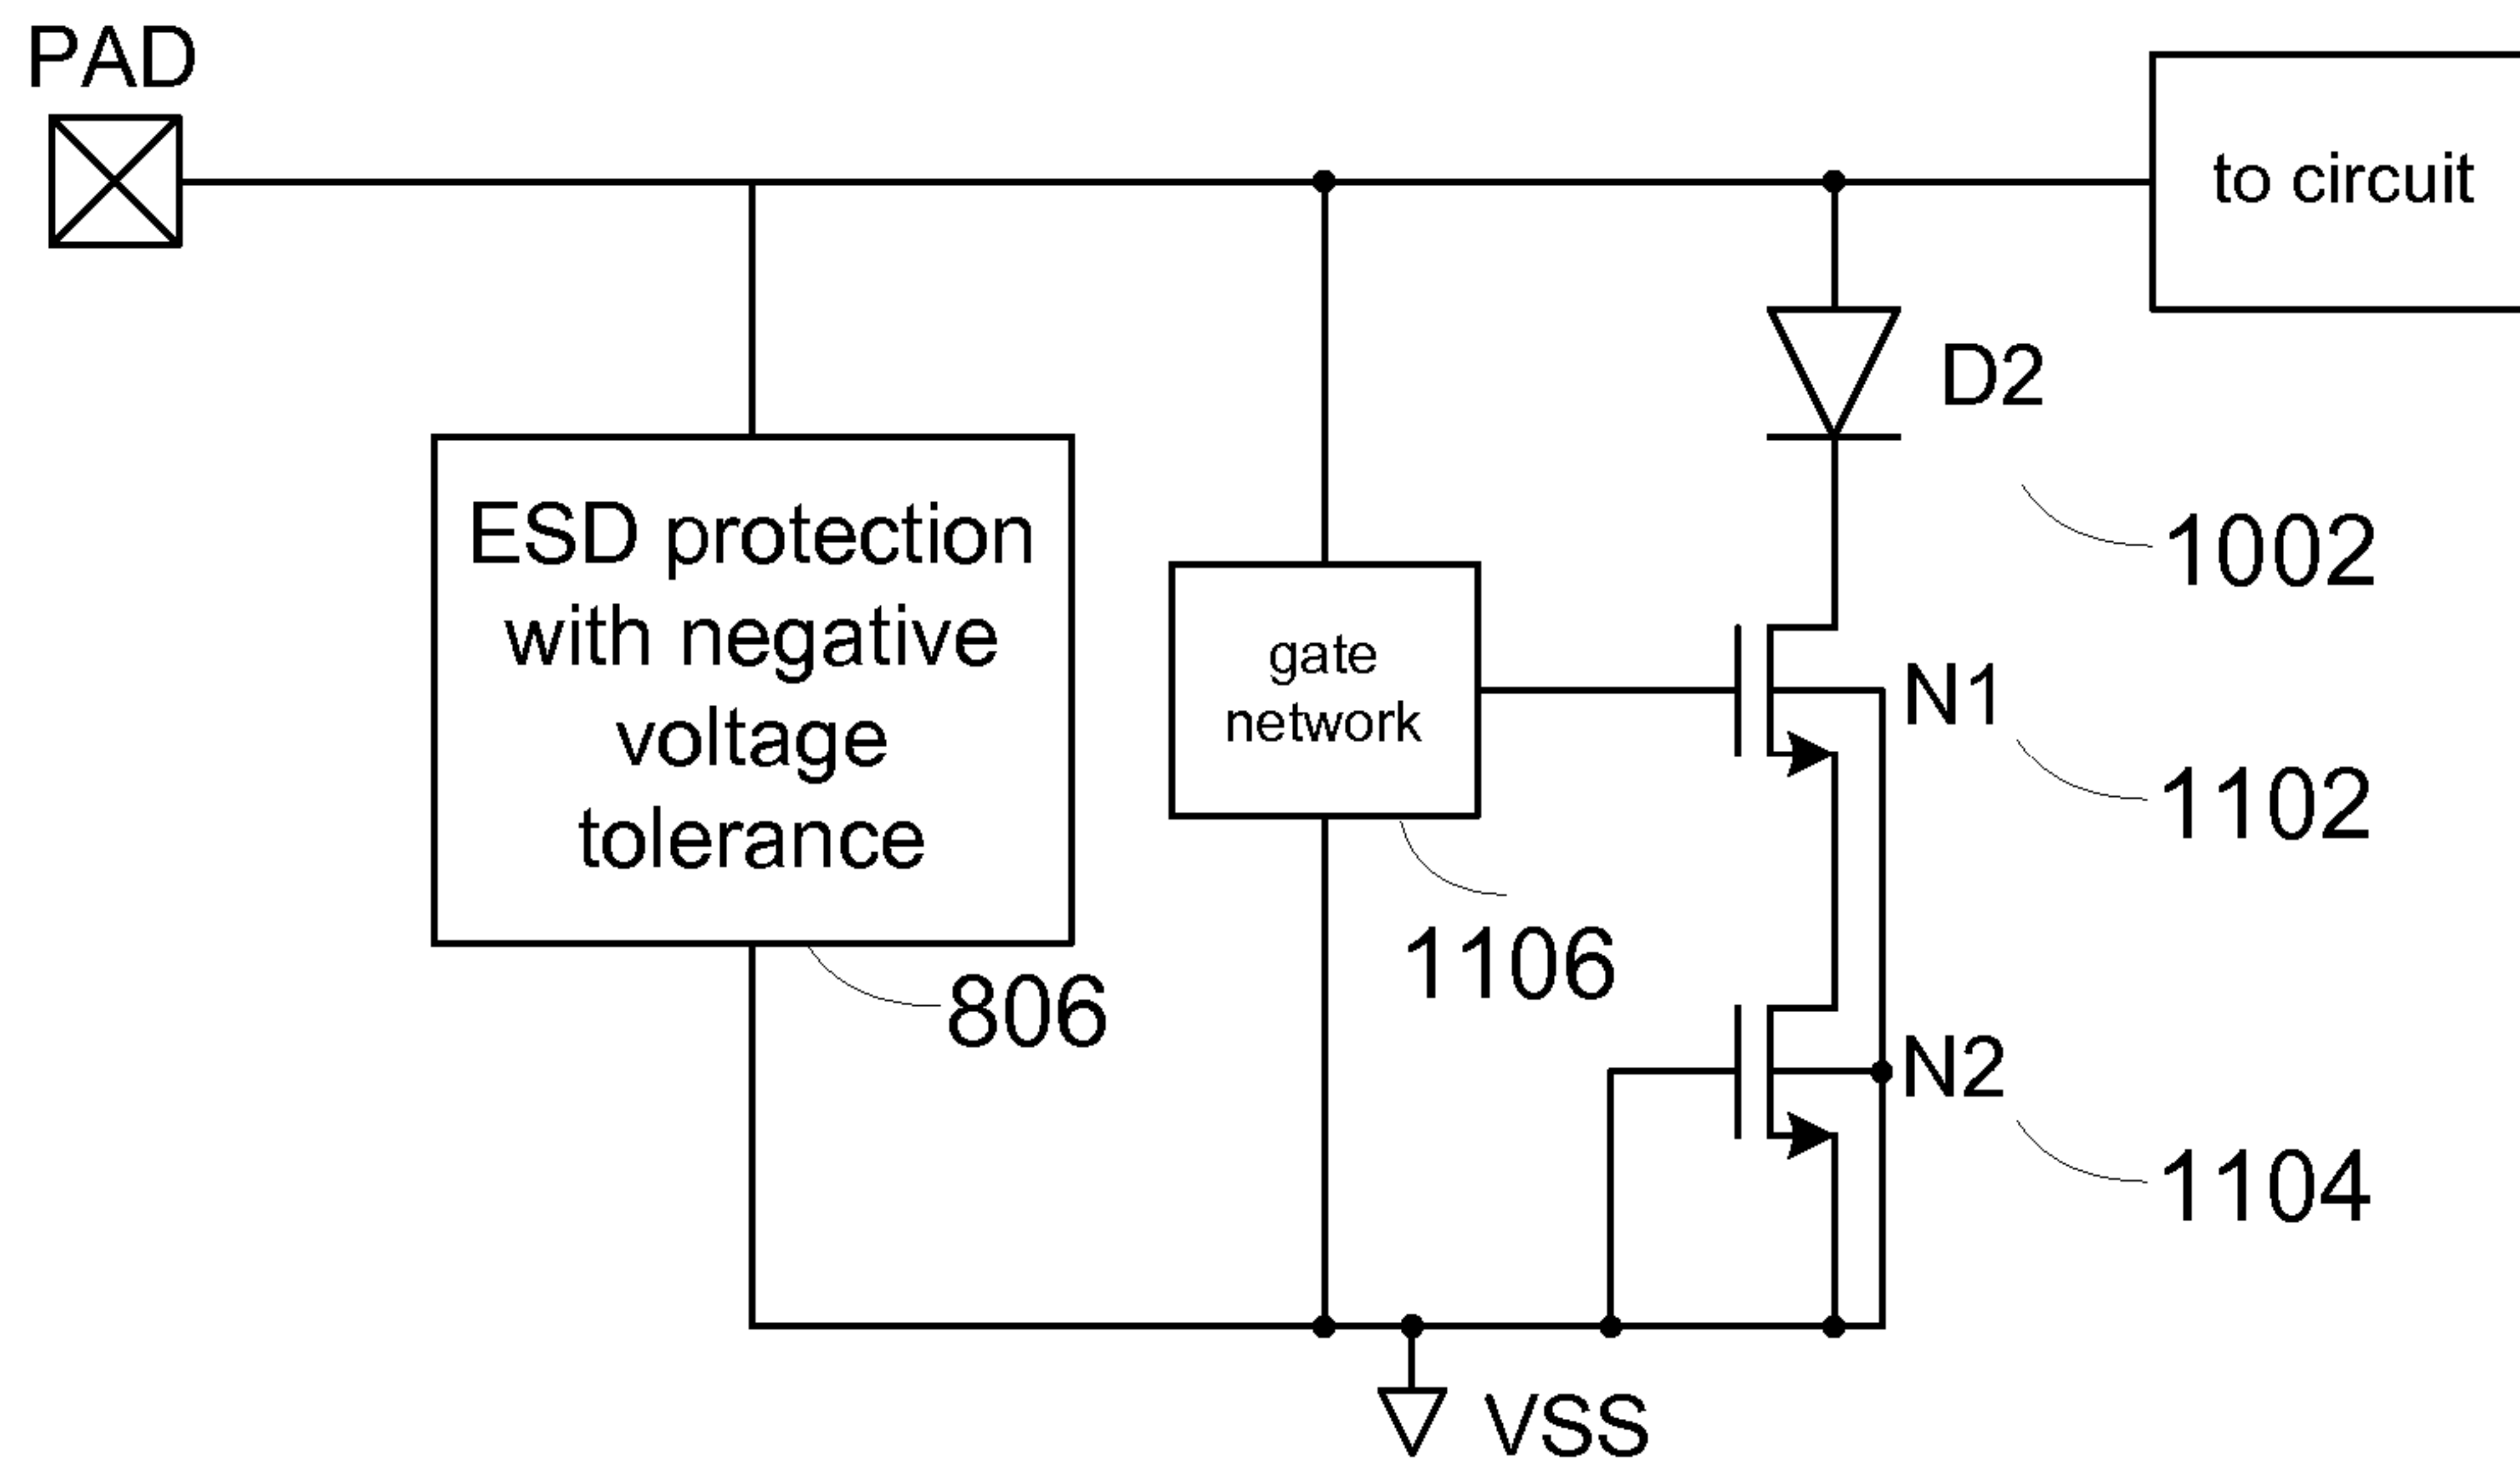 PAD
to circuit
D2
1002
ESD protection
with negative
voltage
tolerance
806
gate
network
1106
N1
1102
N2
1104
VSS